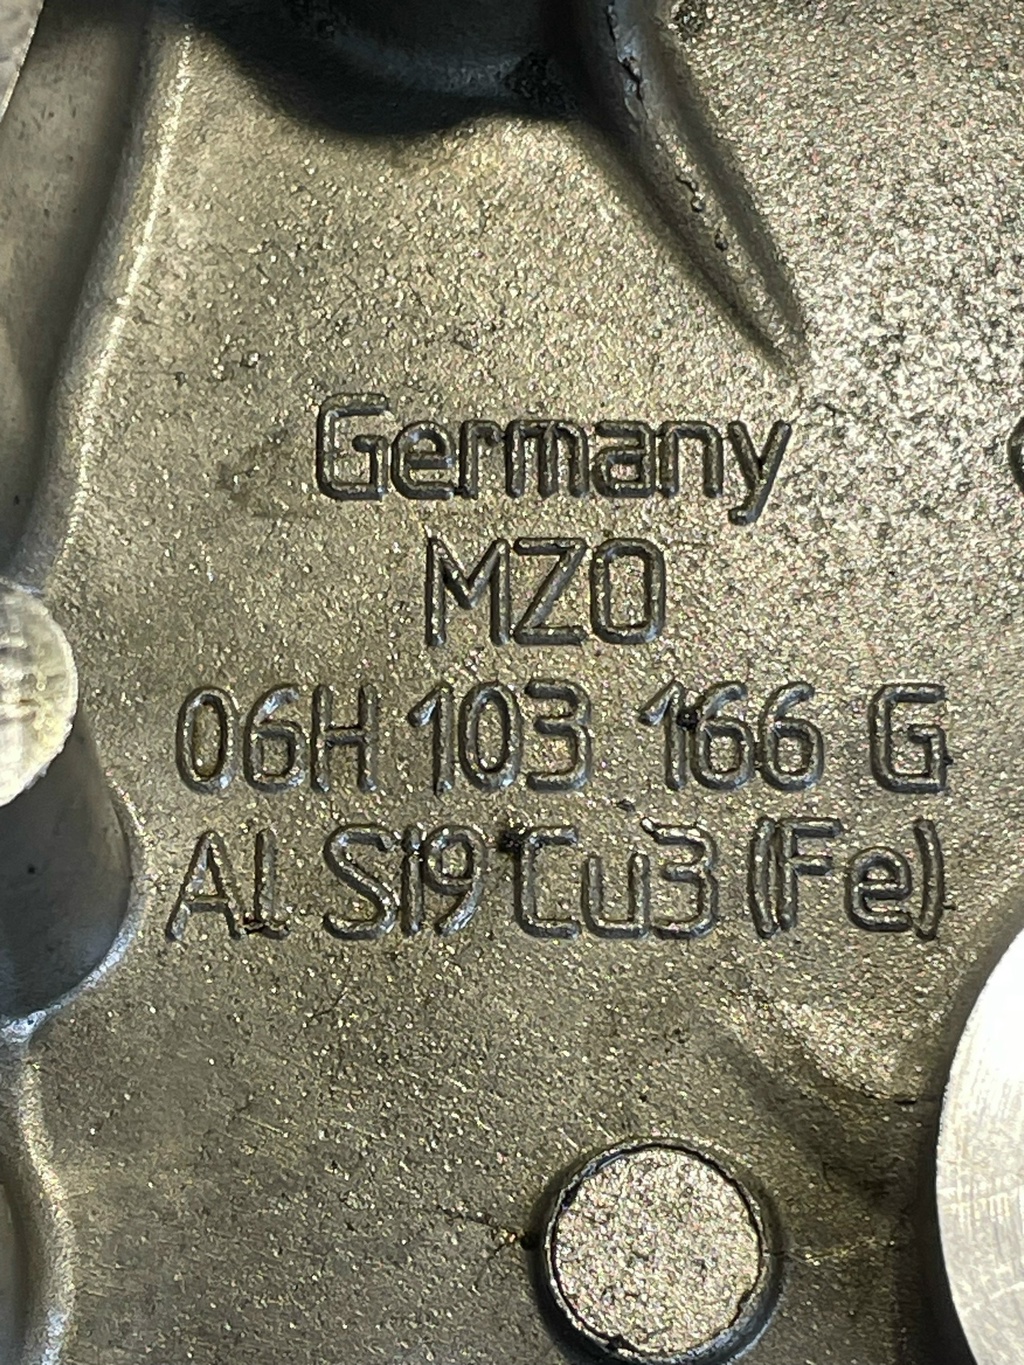 Germany
MZO
06H 103 166 G
Al Si9 Cu3 (Fe)